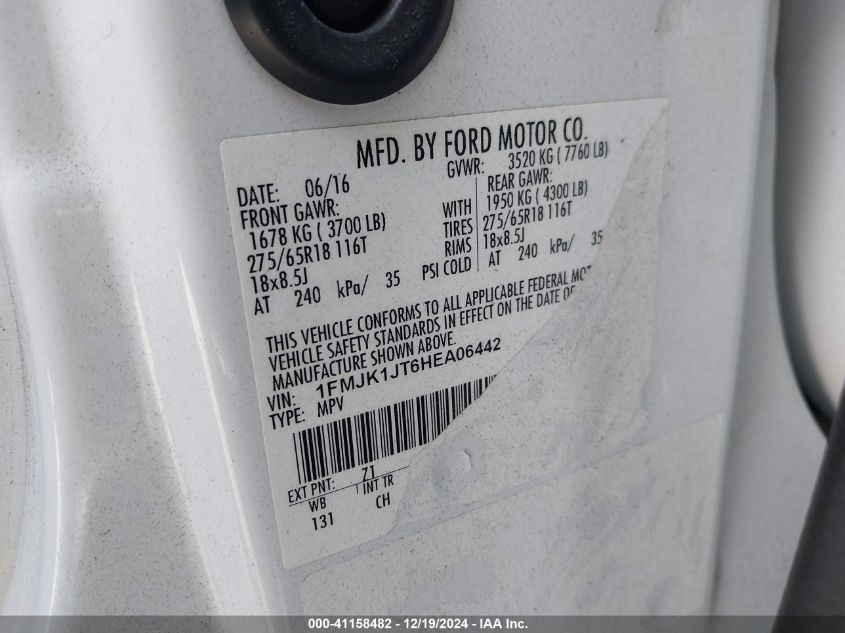 MFD. BY FORD MOTOR CO.
DATE: 06/16 GVWR: 3520 KG ( 7760 LB)
FRONT GAWR: REAR GAWR:
1678 KG ( 3700 LB) WITH 1950 KG ( 4300 LB)
275/65R18 116T TIRES 275/65R18 116T
18x8.5J RIMS 18x8.5J
AT 240 kPa/ 35 PSI COLD AT 240 kPa/ 35
THIS VEHICLE CONFORMS TO ALL APPLICABLE FEDERAL MOT
VEHICLE SAFETY STANDARDS IN EFFECT ON THE DATE OF
MANUFACTURE SHOWN ABOVE.
VIN: 1FMJK1JT6HEA06442
TYPE: MPV
EXT PNT: Z1
WB INT TR
131 CH
000-41158482 - 12/19/2024 - IAA Inc.